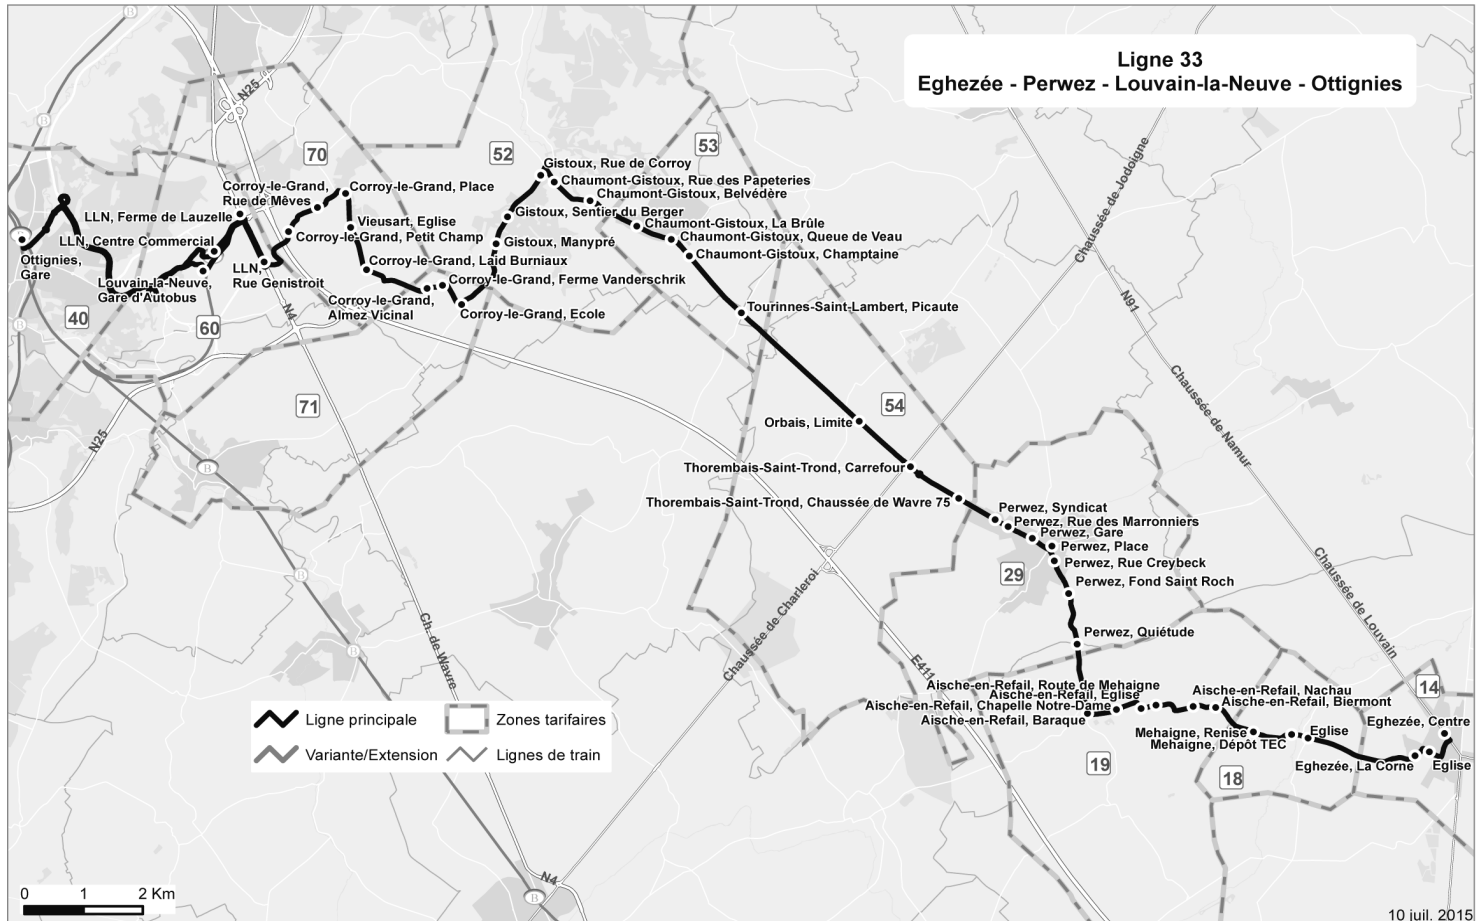 Ligne 33
Eghezée - Perwez - Louvain-la-Neuve - Ottignies
N25
70
52
53
Gistoux, Rue de Corroy
Chaumont-Gistoux, Rue des Papeteries
Chaumont-Gistoux, Belvédère
Corroy-le-Grand,
Rue de Mêves
Corroy-le-Grand, Place
LLN, Ferme de Lauzelle
Vieusart, Eglise
Gistoux, Sentier du Berger
Chaumont-Gistoux, La Brûle
LLN, Centre Commercial
Corroy-le-Grand, Petit Champ
Gistoux, Manypré
Chaumont-Gistoux, Queue de Veau
Chaumont-Gistoux, Champtaine
Ottignies,
Gare
Louvain-la-Neuve,
Gare d'Autobus
LLN,
Rue Genistroit
Corroy-le-Grand, Laid Burniaux
Corroy-le-Grand, Ferme Vanderschrik
Corroy-le-Grand,
Almez Vicinal
Corroy-le-Grand, Ecole
Tourinnes-Saint-Lambert, Picaute
40
60
N4
71
54
Chaussée de Jodoigne
N91
Chaussée de Namur
N25
B
B
B
B
B
B
B
Orbais, Limite
Thorembais-Saint-Trond, Carrefour
Thorembais-Saint-Trond, Chaussée de Wavre 75
Perwez, Syndicat
Perwez, Rue des Marronniers
Perwez, Gare
Perwez, Place
Perwez, Rue Creybeck
29
Perwez, Fond Saint Roch
Perwez, Quiétude
Chaussée de Louvain
Chaussée de Charleroi
Ch. de Wavre
E411
Aische-en-Refail, Route de Mehaigne
Aische-en-Refail, Eglise
Aische-en-Refail, Chapelle Notre-Dame
Aische-en-Refail, Baraque
Aische-en-Refail, Nachau
Aische-en-Refail, Biermont
14
Mehaigne, Renise
Mehaigne, Dépôt TEC
Eglise
Eghezée, Centre
Eghezée, La Corne
Eglise
19
18
Ligne principale
Zones tarifaires
Variante/Extension
Lignes de train
N4
0 1 2 Km
10 juil. 2015